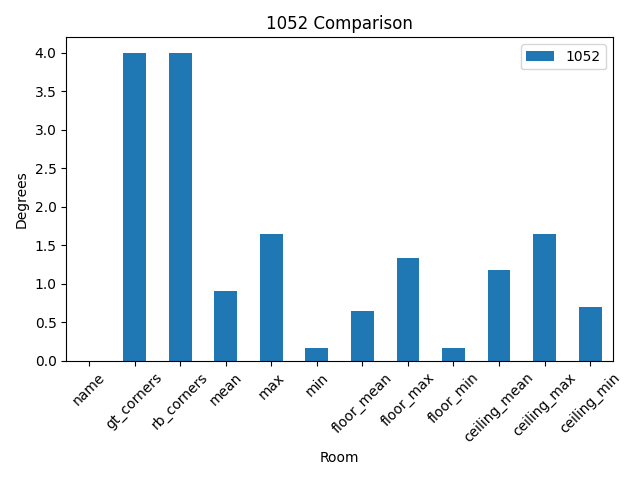 1052 Comparison
1052
Degrees
4.0
3.5
3.0
2.5
2.0
1.5
1.0
0.5
0.0
name
gt_corners
rb_corners
mean
max
min
floor_mean
floor_max
floor_min
ceiling_mean
ceiling_max
ceiling_min
Room